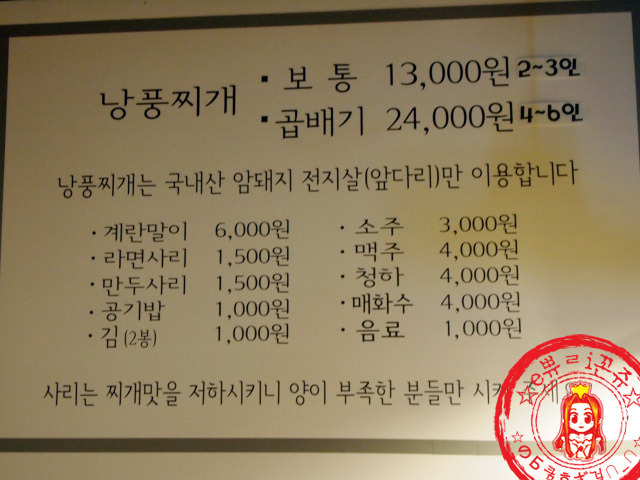 낭풍찌개
▪ 보통 13,000원 2~3인
▪ 곱배기 24,000원 4~6인
낭풍찌개는 국내산 암돼지 전지살(앞다리)만 이용합니다
· 계란말이 6,000원
· 라면사리 1,500원
· 만두사리 1,500원
· 공기밥 1,000원
· 김(2봉) 1,000원
· 소주 3,000원
· 맥주 4,000원
· 청하 4,000원
· 매화수 4,000원
· 음료 1,000원
사리는 찌개맛을 저하시키니 양이 부족한 분들만